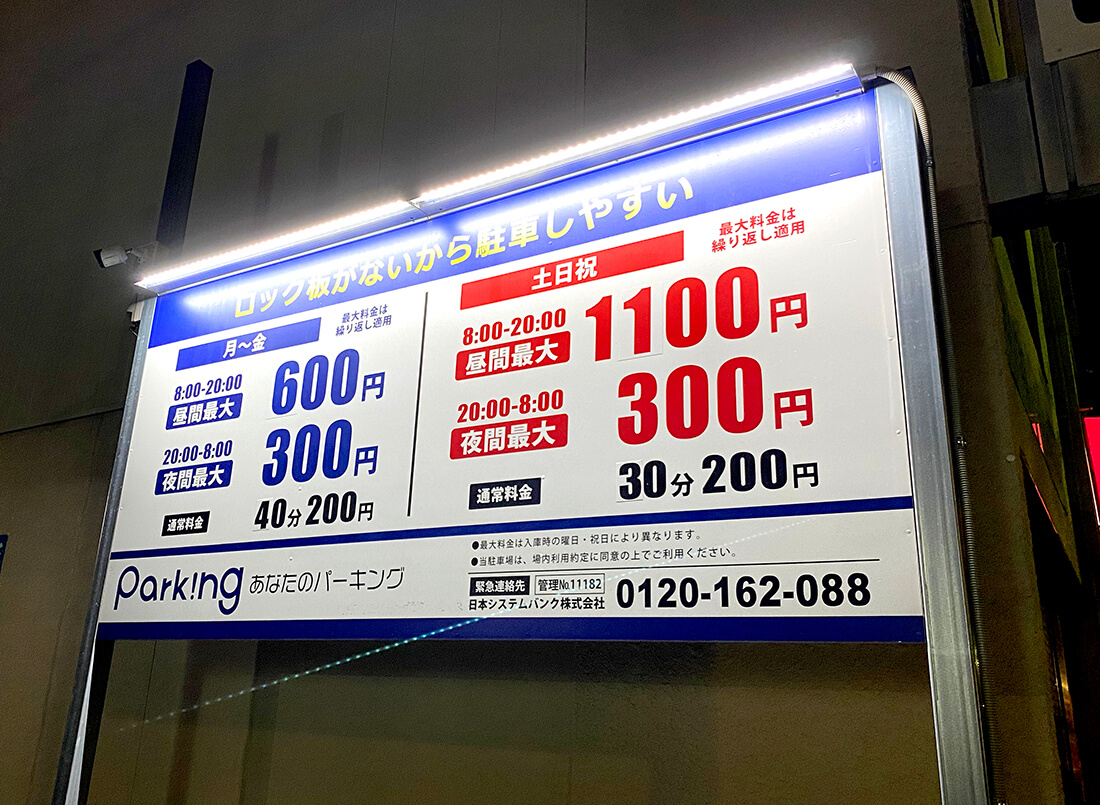 ロック板がないから駐車しやすい
月～金
最大料金は
繰り返し適用
8:00-20:00
昼間最大
600円
20:00-8:00
夜間最大
300円
通常料金
40分200円
土日祝
最大料金は
繰り返し適用
8:00-20:00
昼間最大
1100円
20:00-8:00
夜間最大
300円
通常料金
30分200円
●最大料金は入庫時の曜日・祝日により異なります。
●当駐車場は、場内利用約定に同意の上でご利用ください。
Park!ng あなたのパーキング
緊急連絡先 管理No.11182
日本システムバンク株式会社
0120-162-088